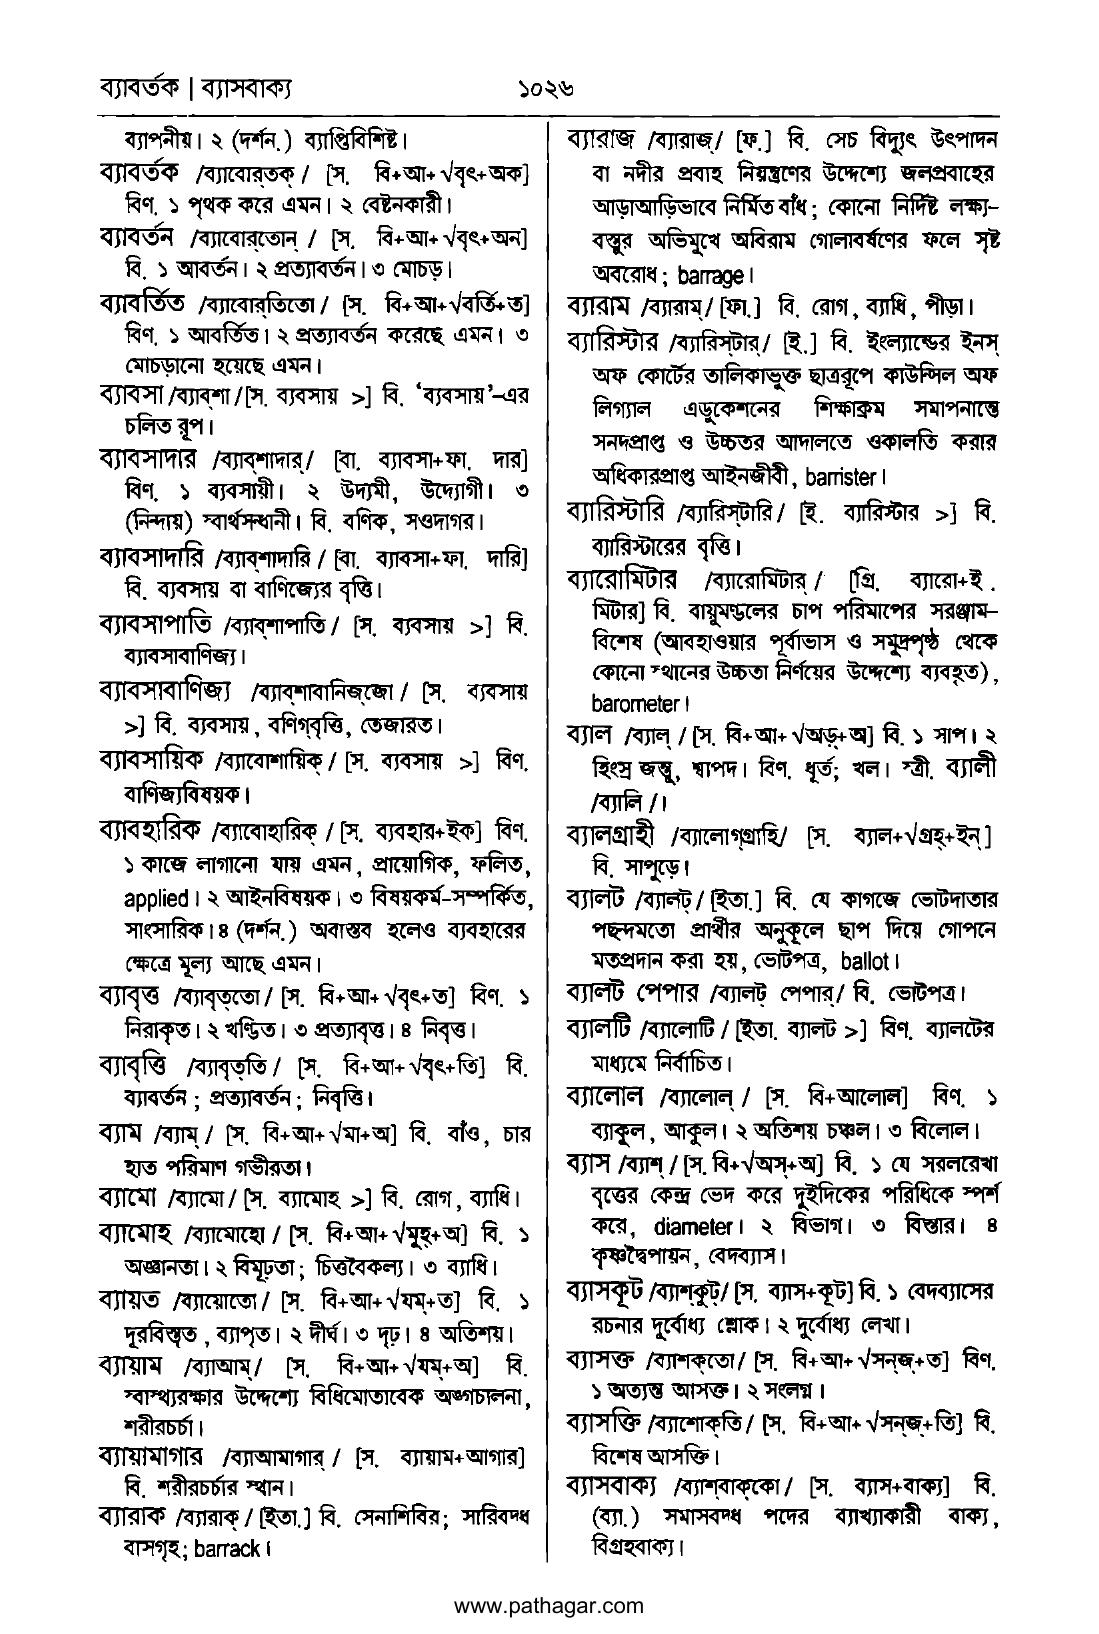 ব্যাবর্তক | ব্যাসবাক্য
১০২৬
ব্যাপনীয়। ২ (দর্শন.) ব্যাপ্তিবিশিষ্ট।
ব্যাবর্তক /ব্যাবোর্‌তক্‌ / [স. বি+আ+√বৃৎ+অক]
বিণ. ১ পৃথক করে এমন। ২ বেষ্টনকারী।
ব্যাবর্তন /ব্যাবোর্‌তোন্‌ / [স. বি+আ+√বৃৎ+অন]
বি. ১ আবর্তন। ২ প্রত্যাবর্তন। ৩ মোচড়।
ব্যাবর্তিত /ব্যাবোর্‌তিতো / [স. বি+আ+√বর্তি+ত]
বিণ. ১ আবর্তিত। ২ প্রত্যাবর্তন করেছে এমন। ৩
মোচড়ানো হয়েছে এমন।
ব্যাবসা /ব্যাব্‌শা / [স. ব্যবসায় >] বি. ‘ব্যবসায়’-এর
চলিত রূপ।
ব্যাবসাদার /ব্যাব্‌শাদার্‌/ [বা. ব্যাবসা+ফা. দার]
বিণ. ১ ব্যবসায়ী। ২ উদ্যমী, উদ্যোগী। ৩
(নিন্দায়) স্বার্থসন্ধানী। বি. বণিক, সওদাগর।
ব্যাবসাদারি /ব্যাব্‌শাদারি / [বা. ব্যাবসা+ফা. দারি]
বি. ব্যবসায় বা বাণিজ্যের বৃত্তি।
ব্যাবসাপাতি /ব্যাব্‌শাপাতি / [স. ব্যবসায় >] বি.
ব্যাবসাবাণিজ্য।
ব্যাবসাবাণিজ্য /ব্যাব্‌শাবানিজ্‌জো / [স. ব্যবসায়
>] বি. ব্যবসায়, বণিগ্‌বৃত্তি, তেজারত।
ব্যাবসায়িক /ব্যাবোশায়িক্‌ / [স. ব্যবসায় >] বিণ.
বাণিজ্যবিষয়ক।
ব্যাবহারিক /ব্যাবোহারিক্‌ / [স. ব্যবহার+ইক] বিণ.
১ কাজে লাগানো যায় এমন, প্রায়োগিক, ফলিত,
applied। ২ আইনবিষয়ক। ৩ বিষয়কর্ম-সম্পর্কিত,
সাংসারিক। ৪ (দর্শন.) অবাস্তব হলেও ব্যবহারের
ক্ষেত্রে মূল্য আছে এমন।
ব্যাবৃত্ত /ব্যাবৃত্‌তো / [স. বি+আ+√বৃৎ+ত] বিণ. ১
নিরাকৃত। ২ খণ্ডিত। ৩ প্রত্যাবৃত্ত। ৪ নিবৃত্ত।
ব্যাবৃত্তি /ব্যাবৃত্‌তি / [স. বি+আ+√বৃৎ+তি] বি.
ব্যাবর্তন ; প্রত্যাবর্তন ; নিবৃত্তি।
ব্যাম /ব্যাম্‌ / [স. বি+আ+√মা+অ] বি. বাঁও, চার
হাত পরিমাণ গভীরতা।
ব্যামো /ব্যামো / [স. ব্যামোহ >] বি. রোগ, ব্যাধি।
ব্যামোহ /ব্যামোহো / [স. বি+আ+√মুহ্‌+অ] বি. ১
অজ্ঞানতা। ২ বিমূঢ়তা ; চিত্তবৈকল্য। ৩ ব্যাধি।
ব্যায়ত /ব্যায়োতো / [স. বি+আ+√যম্‌+ত] বি. ১
দূরবিস্তৃত , ব্যাপৃত। ২ দীর্ঘ। ৩ দৃঢ়। ৪ অতিশয়।
ব্যায়াম /ব্যাআম্‌/ [স. বি+আ+√যম্‌+অ] বি.
স্বাস্থ্যরক্ষার উদ্দেশ্যে বিধিমোতাবেক অঙ্গচালনা,
শরীরচর্চা।
ব্যায়ামাগার /ব্যাআমাগার্‌ / [স. ব্যায়াম+আগার]
বি. শরীরচর্চার স্থান।
ব্যারাক /ব্যারাক্‌ / [ইতা.] বি. সেনাশিবির; সারিবদ্ধ
বাসগৃহ; barrack।
ব্যারাজ /ব্যারাজ্‌/ [ফ.] বি. সেচ বিদ্যুৎ উৎপাদন
বা নদীর প্রবাহ নিয়ন্ত্রণের উদ্দেশ্যে জলপ্রবাহের
আড়াআড়িভাবে নির্মিত বাঁধ ; কোনো নির্দিষ্ট লক্ষ্য-
বস্তুর অভিমুখে অবিরাম গোলাবর্ষণের ফলে সৃষ্ট
অবরোধ ; barrage।
ব্যারাম /ব্যারাম্‌/ [ফা.] বি. রোগ, ব্যাধি, পীড়া।
ব্যারিস্টার /ব্যারিস্‌টার্‌/ [ই.] বি. ইংল্যান্ডের ইনস্‌
অফ কোর্টের তালিকাভুক্ত ছাত্ররূপে কাউন্সিল অফ
লিগ্যাল এডুকেশনের শিক্ষাক্রম সমাপনান্তে
সনদপ্রাপ্ত ও উচ্চতর আদালতে ওকালতি করার
অধিকারপ্রাপ্ত আইনজীবী, barrister।
ব্যারিস্টারি /ব্যারিস্‌টারি / [ই. ব্যারিস্টার >] বি.
ব্যারিস্টারের বৃত্তি।
ব্যারোমিটার /ব্যারোমিটার্‌ / [গ্রি. ব্যারো+ই .
মিটার] বি. বায়ুমণ্ডলের চাপ পরিমাপের সরঞ্জাম-
বিশেষ (আবহাওয়ার পূর্বাভাস ও সমুদ্রপৃষ্ঠ থেকে
কোনো স্থানের উচ্চতা নির্ণয়ের উদ্দেশ্যে ব্যবহৃত),
barometer।
ব্যাল /ব্যাল্‌ / [স. বি+আ+√অড়্‌+অ] বি. ১ সাপ। ২
হিংস্র জন্তু, শ্বাপদ। বিণ. ধূর্ত; খল। স্ত্রী. ব্যালী
/ব্যালি /।
ব্যালগ্রাহী /ব্যালোগ্‌গ্রাহি/ [স. ব্যাল+√গ্রহ্‌+ইন্‌]
বি. সাপুড়ে।
ব্যালট /ব্যালট্‌/ [ইতা.] বি. যে কাগজে ভোটদাতার
পছন্দমতো প্রার্থীর অনুকূলে ছাপ দিয়ে গোপনে
মতপ্রদান করা হয়, ভোটপত্র, ballot।
ব্যালট পেপার /ব্যালট্‌ পেপার্‌/ বি. ভোটপত্র।
ব্যালটি /ব্যালোটি / [ইতা. ব্যালট >] বিণ. ব্যালটের
মাধ্যমে নির্বাচিত।
ব্যালোল /ব্যালোল্‌ / [স. বি+আলোল] বিণ. ১
ব্যাকুল, আকুল। ২ অতিশয় চঞ্চল। ৩ বিলোল।
ব্যাস /ব্যাশ্‌ / [স. বি+√অস্‌+অ] বি. ১ যে সরলরেখা
বৃত্তের কেন্দ্র ভেদ করে দুইদিকের পরিধিকে স্পর্শ
করে, diameter। ২ বিভাগ। ৩ বিস্তার। ৪
কৃষ্ণদ্বৈপায়ন, বেদব্যাস।
ব্যাসকূট /ব্যাশ্‌কুট্‌/ [স. ব্যাস+কূট] বি. ১ বেদব্যাসের
রচনার দুর্বোধ্য শ্লোক। ২ দুর্বোধ্য লেখা।
ব্যাসক্ত /ব্যাশক্‌তো / [স. বি+আ+√সন্‌জ্‌+ত] বিণ.
১ অত্যন্ত আসক্ত। ২ সংলগ্ন।
ব্যাসক্তি /ব্যাশোক্‌তি / [স. বি+আ+√সন্‌জ্‌+তি] বি.
বিশেষ আসক্তি।
ব্যাসবাক্য /ব্যাশ্‌বাক্‌কো / [স. ব্যাস+বাক্য] বি.
(ব্যা.) সমাসবদ্ধ পদের ব্যাখ্যাকারী বাক্য,
বিগ্রহবাক্য।
www.pathagar.com